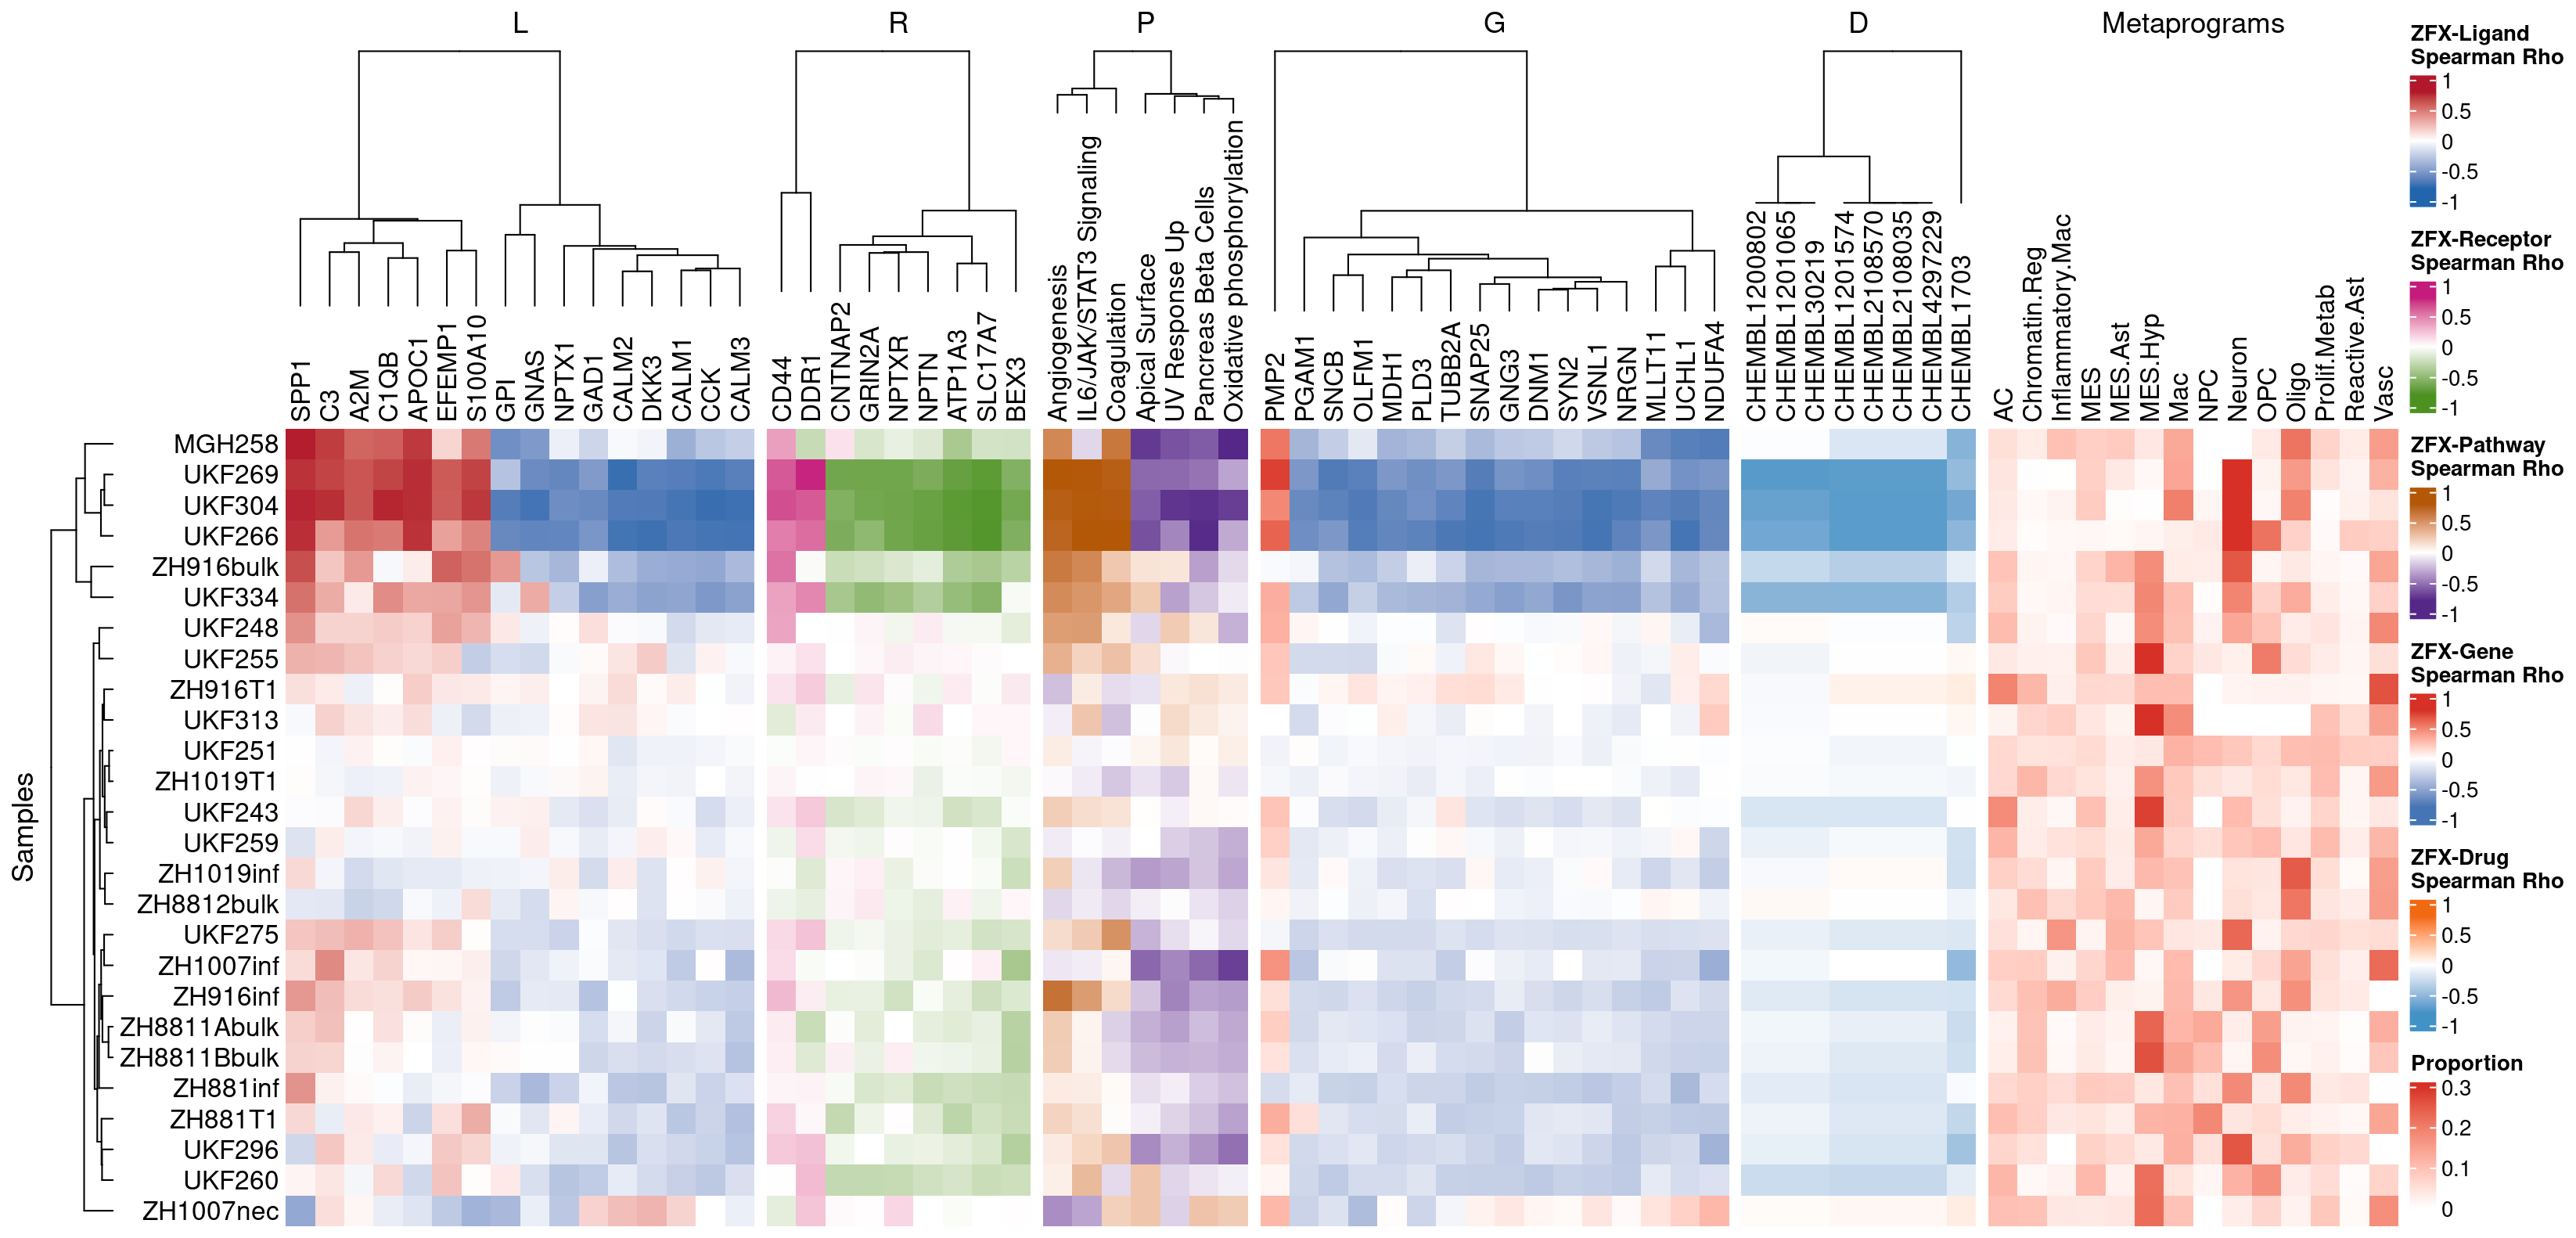 L
R
P
G
D
Metaprograms
SPP1
C3
A2M
C1QB
APOC1
EFEMP1
S100A10
GPI
GNAS
NPTX1
GAD1
CALM2
DKK3
CALM1
CCK
CALM3
CD44
DDR1
CNTNAP2
GRIN2A
NPTXR
NPTN
ATP1A3
SLC17A7
BEX3
Angiogenesis
IL6/JAK/STAT3 Signaling
Coagulation
Apical Surface
UV Response Up
Pancreas Beta Cells
Oxidative phosphorylation
PMP2
PGAM1
SNCB
OLFM1
MDH1
PLD3
TUBB2A
SNAP25
GNG3
DNM1
SYN2
VSNL1
NRGN
MLLT11
UCHL1
NDUFA4
CHEMBL1200802
CHEMBL1201065
CHEMBL30219
CHEMBL1201574
CHEMBL2108570
CHEMBL2108035
CHEMBL4297229
CHEMBL1703
AC
Chromatin.Reg
Inflammatory.Mac
MES
MES.Ast
MES.Hyp
Mac
NPC
Neuron
OPC
Oligo
Prolif.Metab
Reactive.Ast
Vasc
Samples
MGH258
UKF269
UKF304
UKF266
ZH916bulk
UKF334
UKF248
UKF255
ZH916T1
UKF313
UKF251
ZH1019T1
UKF243
UKF259
ZH1019inf
ZH8812bulk
UKF275
ZH1007inf
ZH916inf
ZH8811Abulk
ZH8811Bbulk
ZH881inf
ZH881T1
UKF296
UKF260
ZH1007nec
ZFX-Ligand
Spearman Rho
1
0.5
0
-0.5
-1
ZFX-Receptor
Spearman Rho
1
0.5
0
-0.5
-1
ZFX-Pathway
Spearman Rho
1
0.5
0
-0.5
-1
ZFX-Gene
Spearman Rho
1
0.5
0
-0.5
-1
ZFX-Drug
Spearman Rho
1
0.5
0
-0.5
-1
Proportion
0.3
0.2
0.1
0